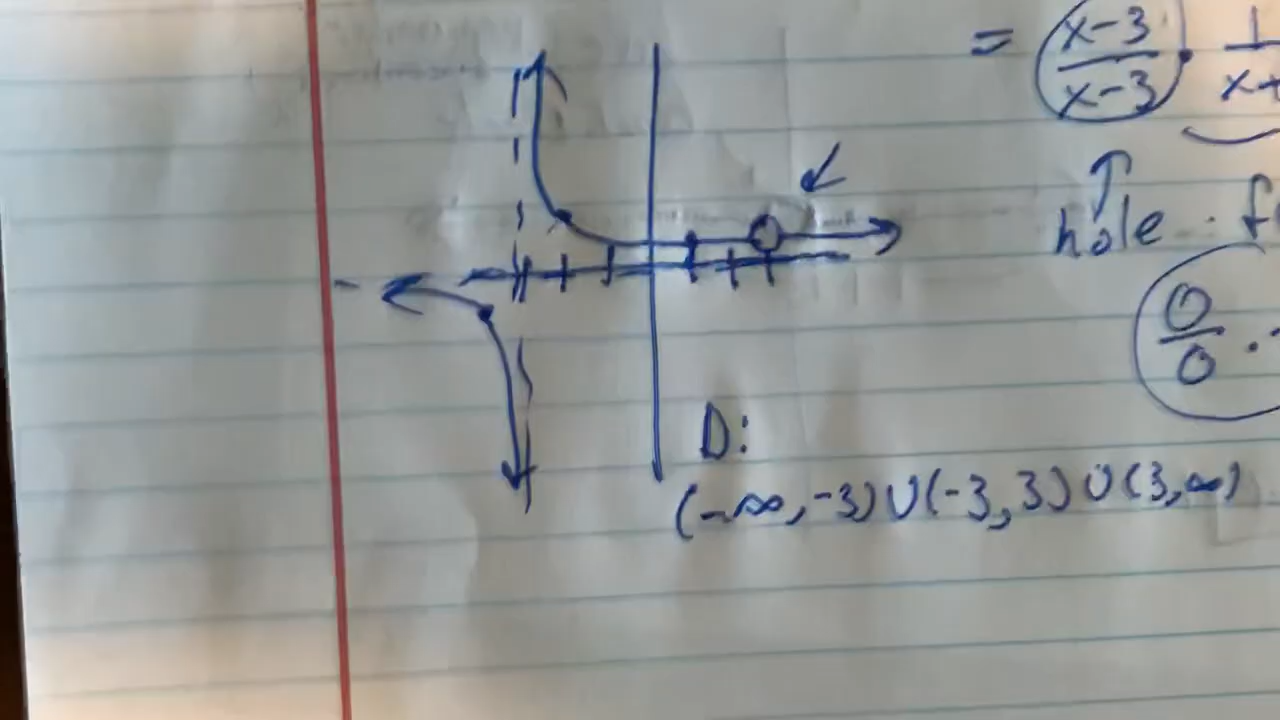 = x-3/x-3 · 1/x+
hole : f
0/0 ·
D:
(-∞,-3)∪(-3,3)∪(3,∞)